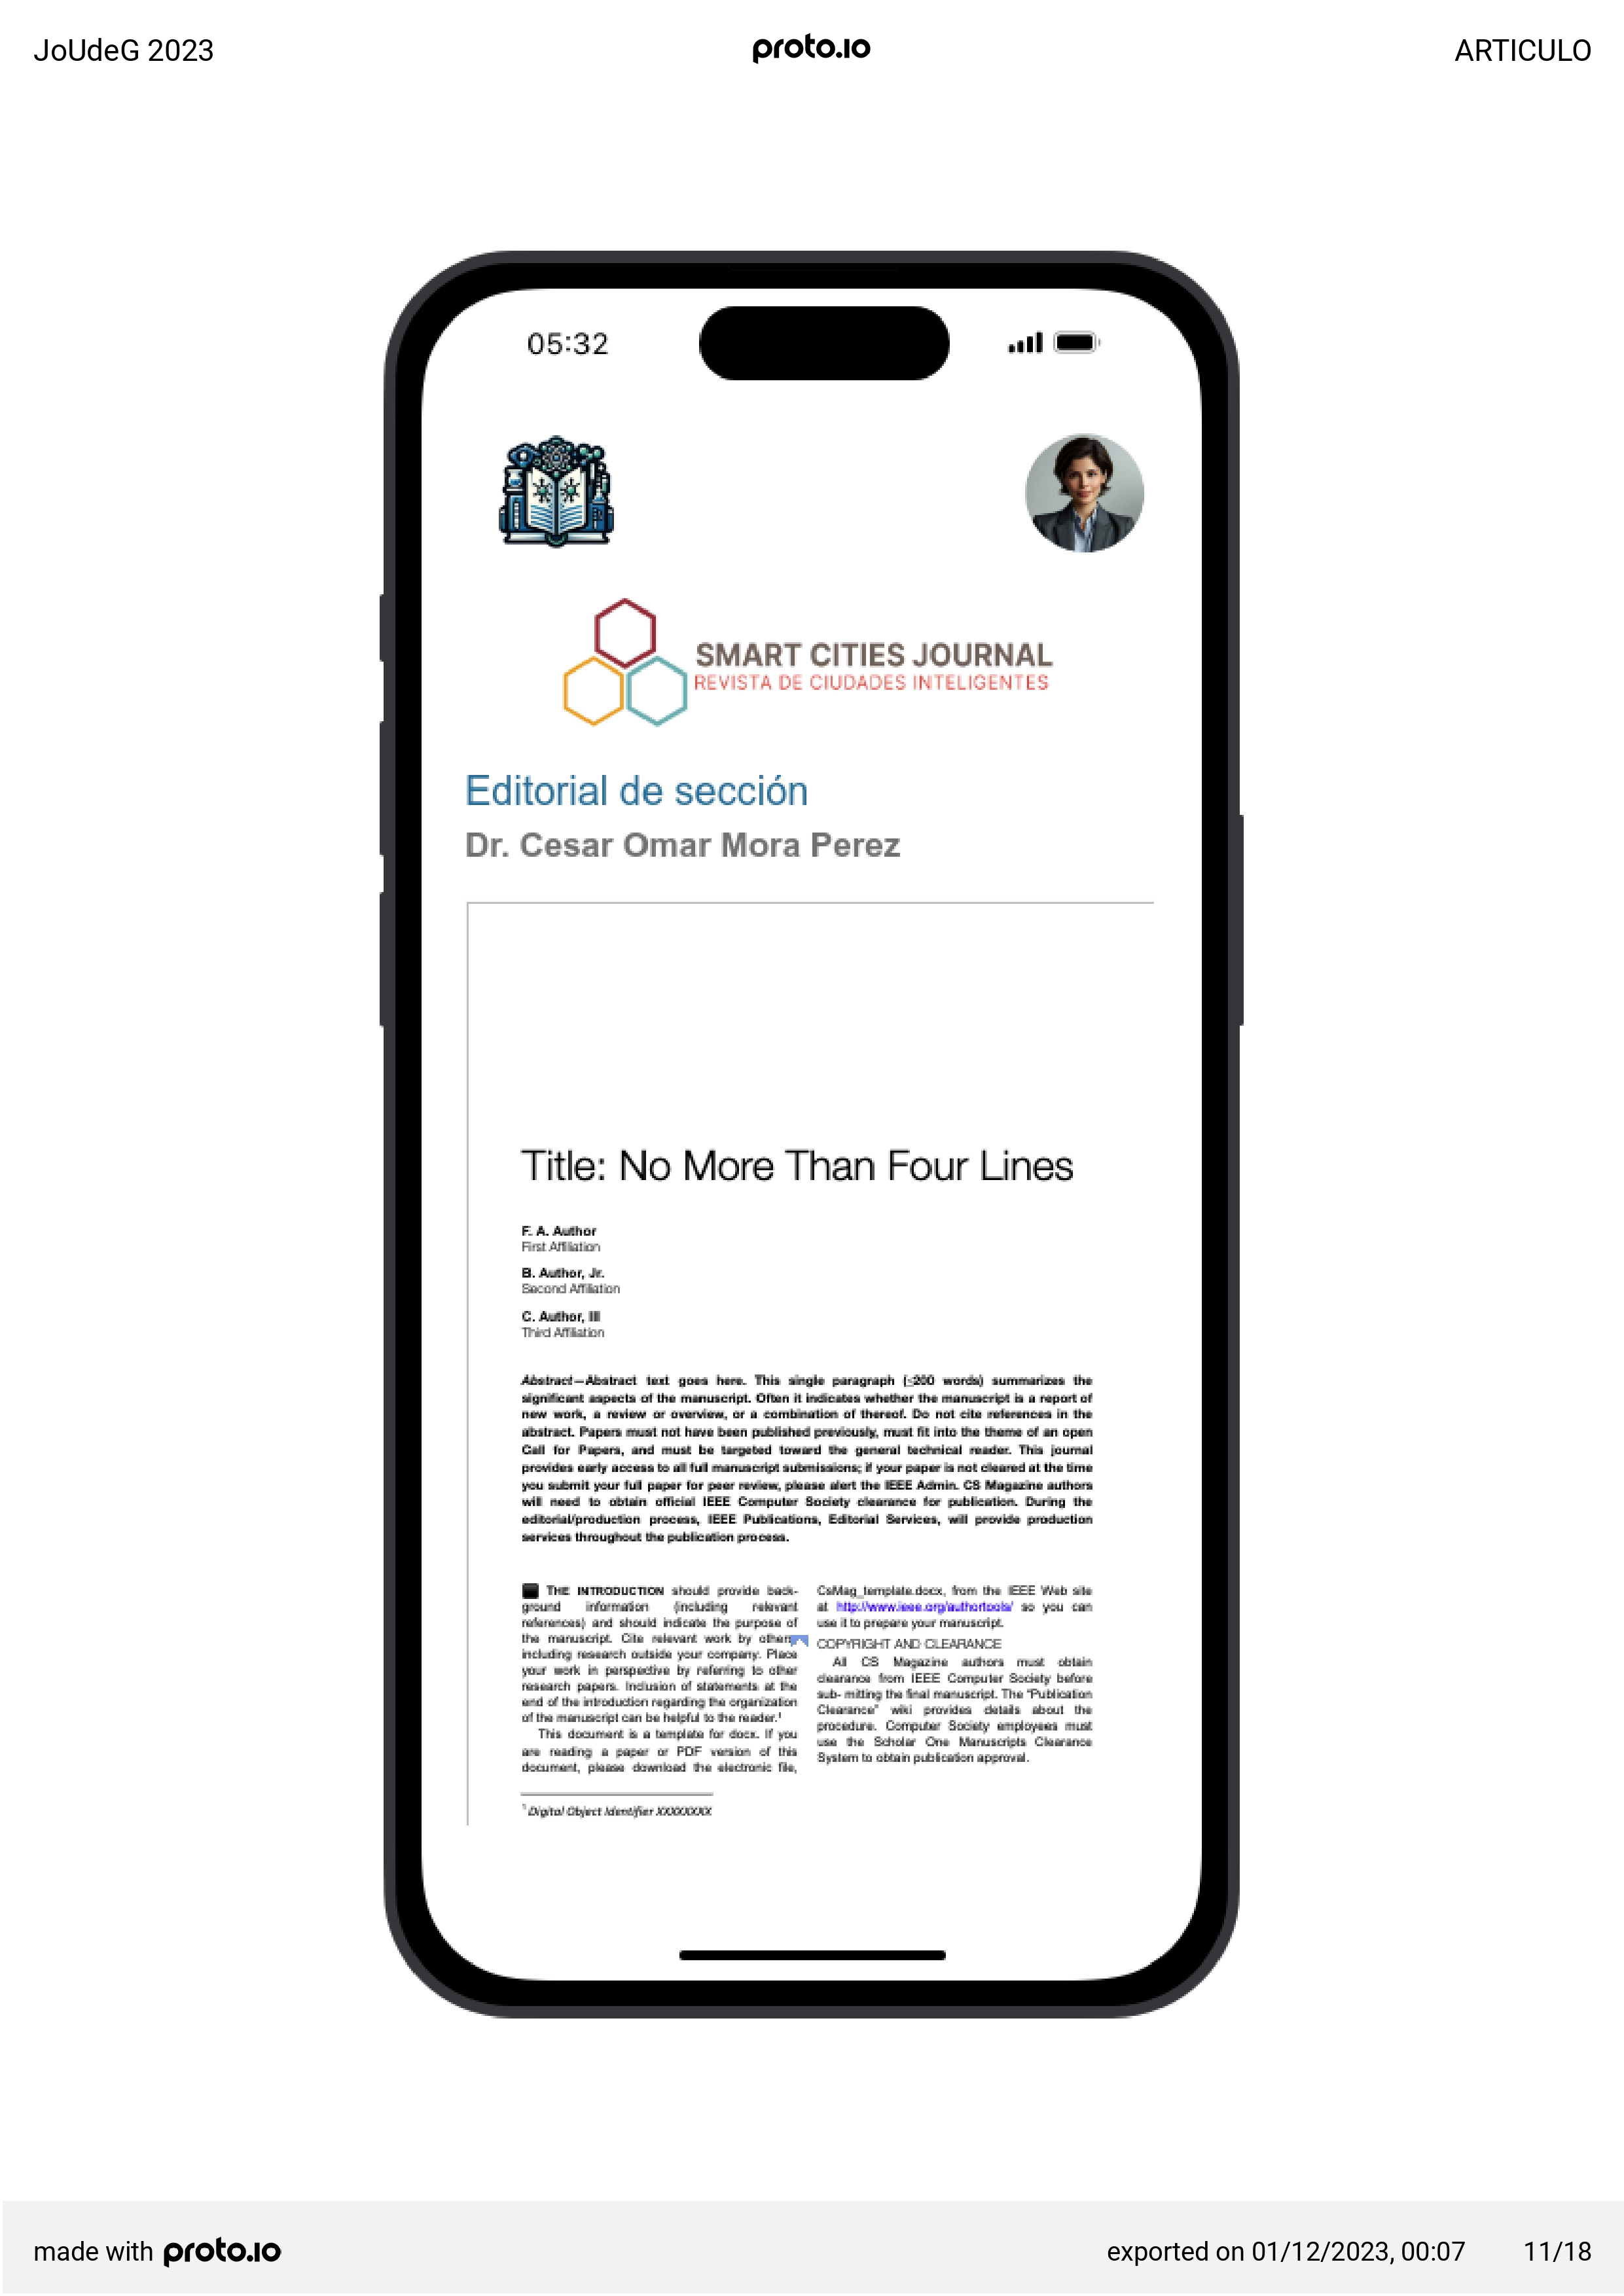 JoUdeG 2023
proto.io
ARTICULO
05:32
SMART CITIES JOURNAL
REVISTA DE CIUDADES INTELIGENTES
Editorial de sección
Dr. Cesar Omar Mora Perez
Title: No More Than Four Lines
F. A. Author
First Affiliation
B. Author, Jr.
Second Affiliation
C. Author, III
Third Affiliation
Abstract—Abstract text goes here. This single paragraph (≤200 words) summarizes the
significant aspects of the manuscript. Often it indicates whether the manuscript is a report of
new work, a review or overview, or a combination of thereof. Do not cite references in the
abstract. Papers must not have been published previously, must fit into the theme of an open
Call for Papers, and must be targeted toward the general technical reader. This journal
provides early access to all full manuscript submissions; if your paper is not cleared at the time
you submit your full paper for peer review, please alert the IEEE Admin. CS Magazine authors
will need to obtain official IEEE Computer Society clearance for publication. During the
editorial/production process, IEEE Publications, Editorial Services, will provide production
services throughout the publication process.
THE INTRODUCTION should provide back-
ground information (including relevant
references) and should indicate the purpose of
the manuscript. Cite relevant work by others
including research outside your company. Place
your work in perspective by referring to other
research papers. Inclusion of statements at the
end of the introduction regarding the organization
of the manuscript can be helpful to the reader.¹
This document is a template for docx. If you
are reading a paper or PDF version of this
document, please download the electronic file,
¹ Digital Object Identifier XXXXXXXX
CsMag_template.docx, from the IEEE Web site
at http://www.ieee.org/authortools/ so you can
use it to prepare your manuscript.
COPYRIGHT AND CLEARANCE
All CS Magazine authors must obtain
clearance from IEEE Computer Society before
sub- mitting the final manuscript. The "Publication
Clearance" wiki provides details about the
procedure. Computer Society employees must
use the Scholar One Manuscripts Clearance
System to obtain publication approval.
made with proto.io
exported on 01/12/2023, 00:07
11/18